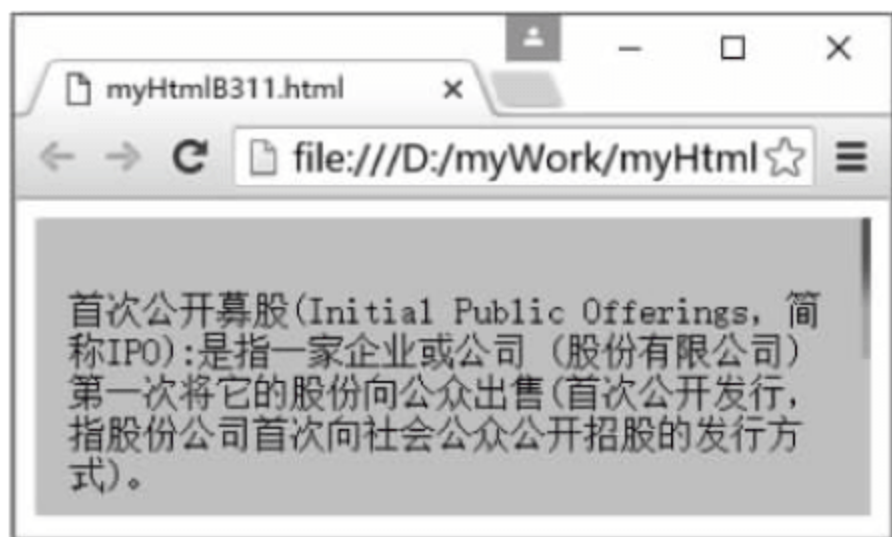 myHtmlB311.html
file:///D:/myWork/myHtml
首次公开募股(Initial Public Offerings, 简
称IPO):是指一家企业或公司 (股份有限公司)
第一次将它的股份向公众出售(首次公开发行,
指股份公司首次向社会公众公开招股的发行方
式)。